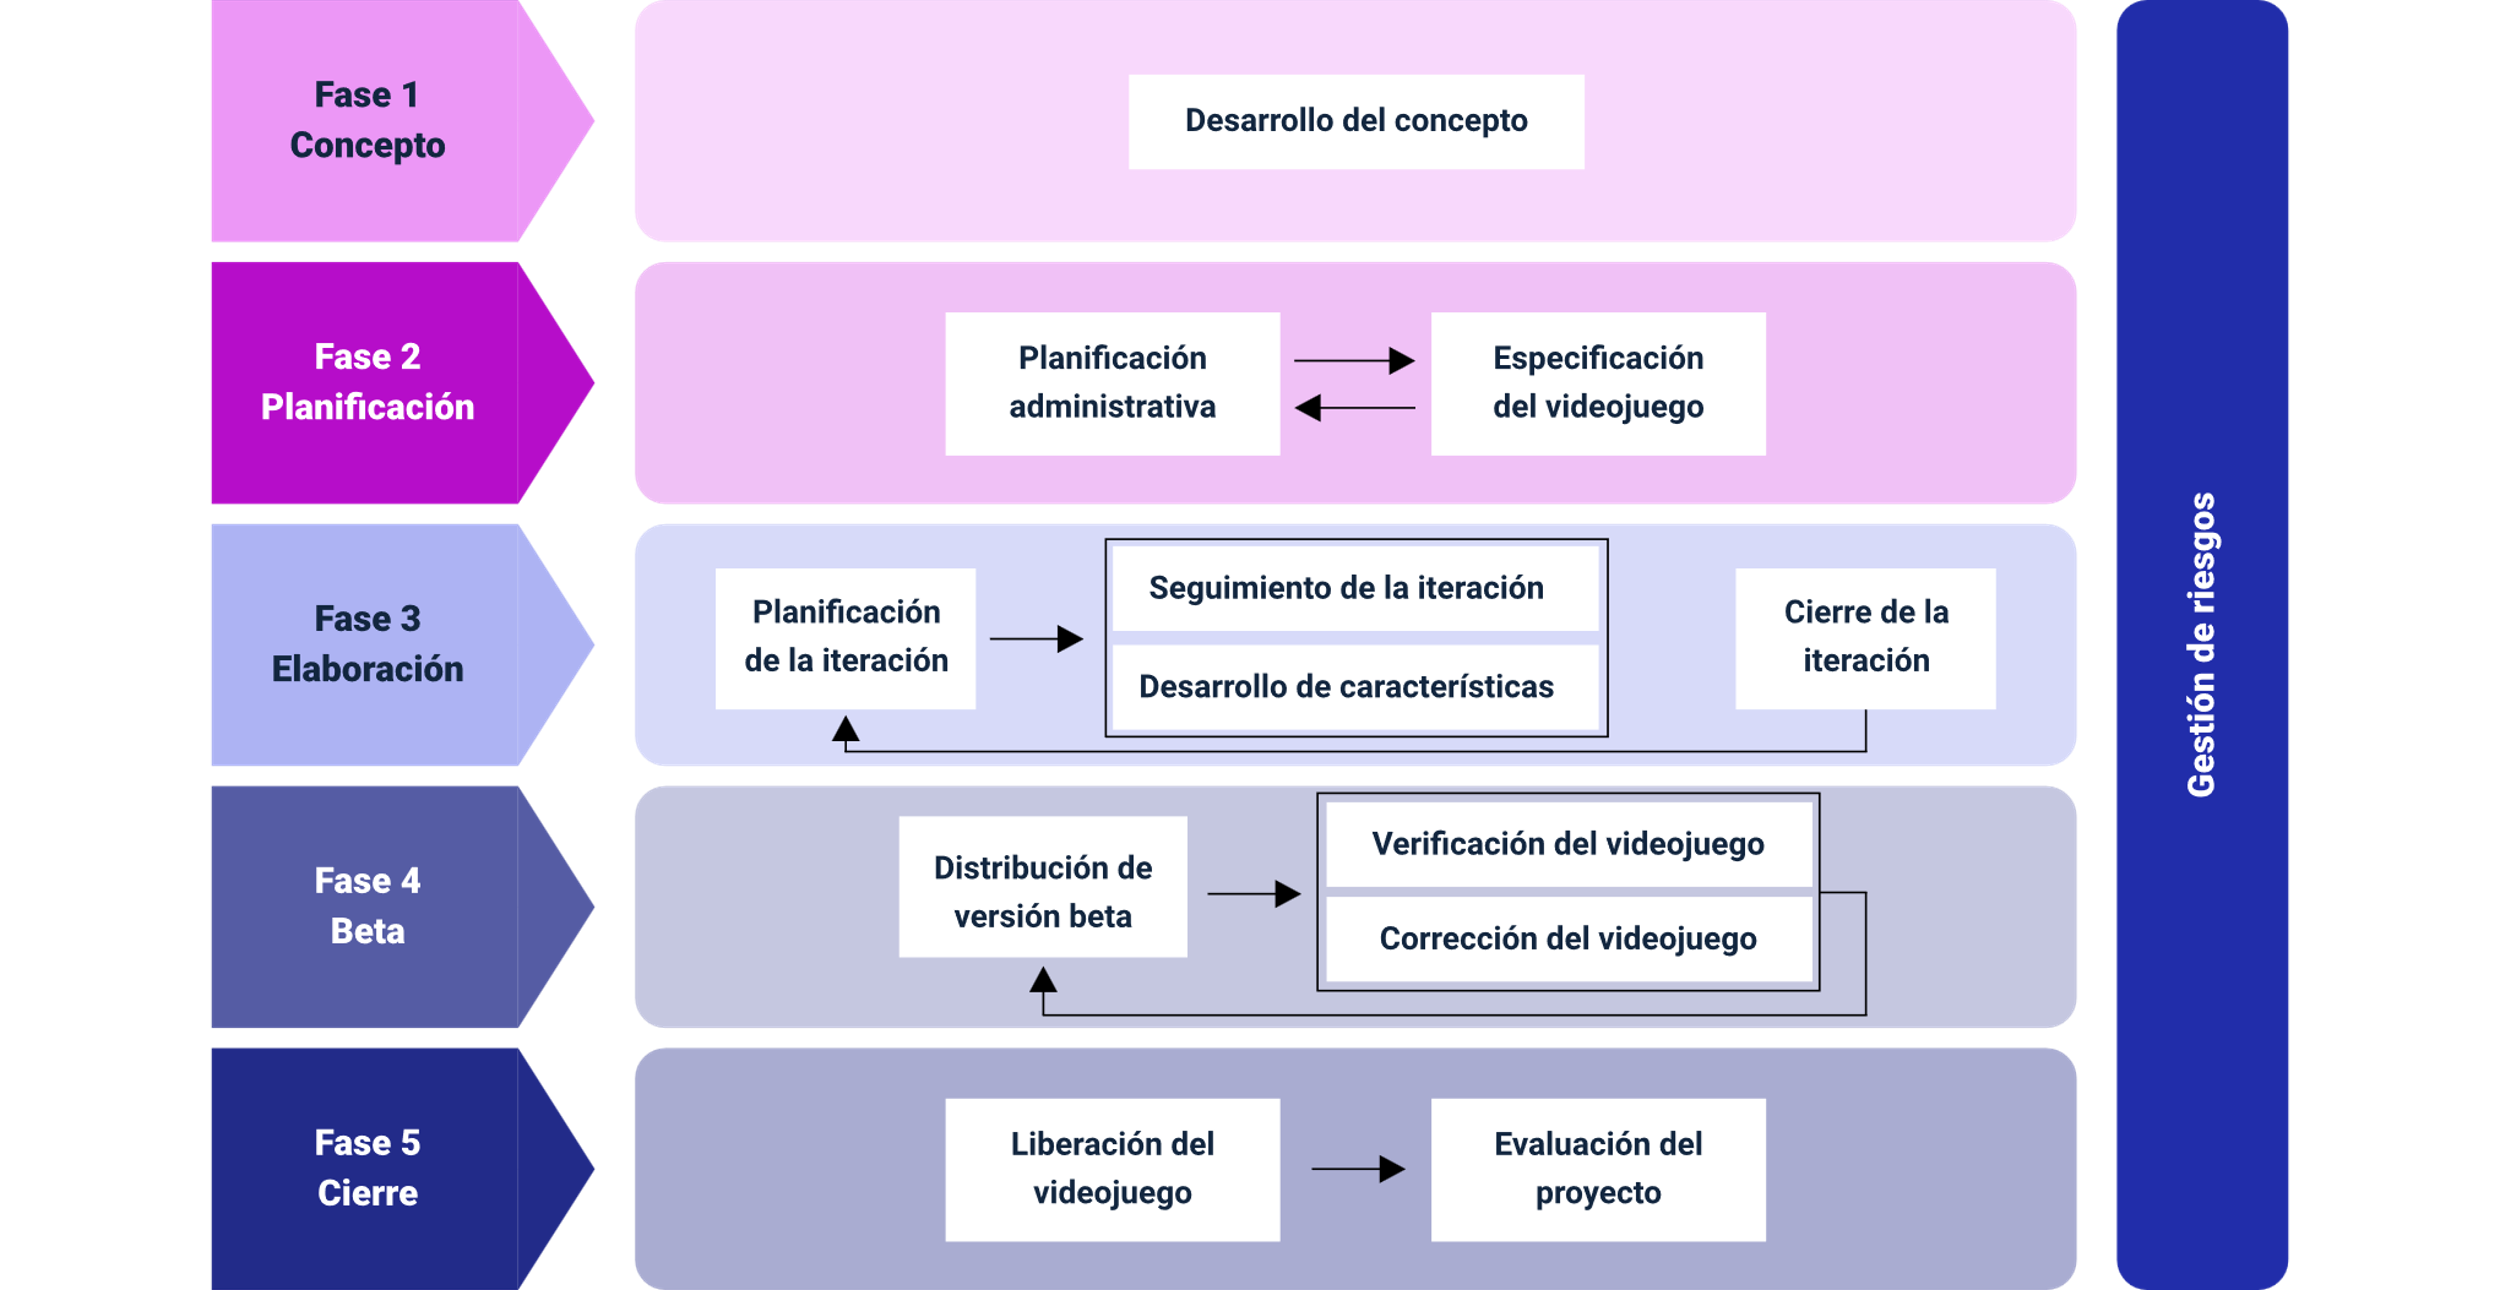 Fase 1
Concepto
Desarrollo del concepto
Fase 2
Planificación
Planificación
administrativa
Especificación
del videojuego
Fase 3
Elaboración
Planificación
de la iteración
Seguimiento de la iteración
Desarrollo de características
Cierre de la
iteración
Fase 4
Beta
Distribución de
versión beta
Verificación del videojuego
Corrección del videojuego
Fase 5
Cierre
Liberación del
videojuego
Evaluación del
proyecto
Gestión de riesgos